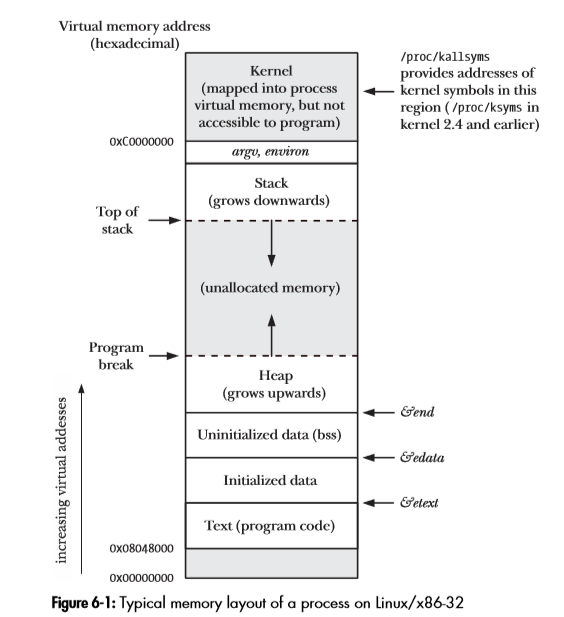 Virtual memory address
(hexadecimal)
Kernel
(mapped into process
virtual memory, but not
accessible to program)
/proc/kallsyms
provides addresses of
kernel symbols in this
region (/proc/ksyms in
kernel 2.4 and earlier)
0xC0000000
argv, environ
Stack
(grows downwards)
Top of
stack
(unallocated memory)
Program
break
Heap
(grows upwards)
&end
Uninitialized data (bss)
&edata
Initialized data
&etext
Text (program code)
0x08048000
0x00000000
increasing virtual addesses
Figure 6-1: Typical memory layout of a process on Linux/x86-32